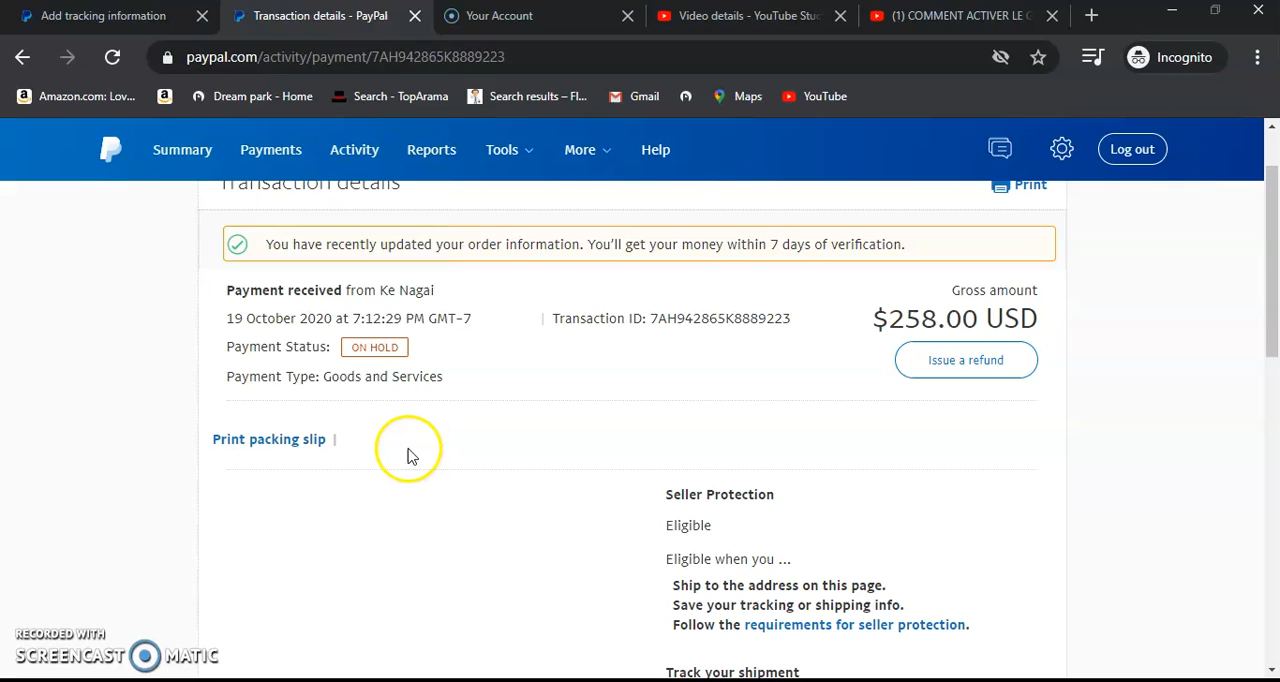 Add tracking information
Transaction details - PayPal
Your Account
Video details - YouTube Stu
(1) COMMENT ACTIVER LE G
paypal.com/activity/payment/7AH942865K8889223
Incognito
Amazon.com: Lov...
Dream park - Home
Search - TopArama
Search results – Fl...
Gmail
Maps
YouTube
Summary
Payments
Activity
Reports
Tools
More
Help
Log out
Transaction details
Print
You have recently updated your order information. You'll get your money within 7 days of verification.
Payment received from Ke Nagai
Gross amount
19 October 2020 at 7:12:29 PM GMT-7
Transaction ID: 7AH942865K8889223
$258.00 USD
Payment Status: ON HOLD
Issue a refund
Payment Type: Goods and Services
Print packing slip
Seller Protection
Eligible
Eligible when you ...
Ship to the address on this page.
Save your tracking or shipping info.
Follow the requirements for seller protection.
Track your shipment
RECORDED WITH
SCREENCAST MATIC